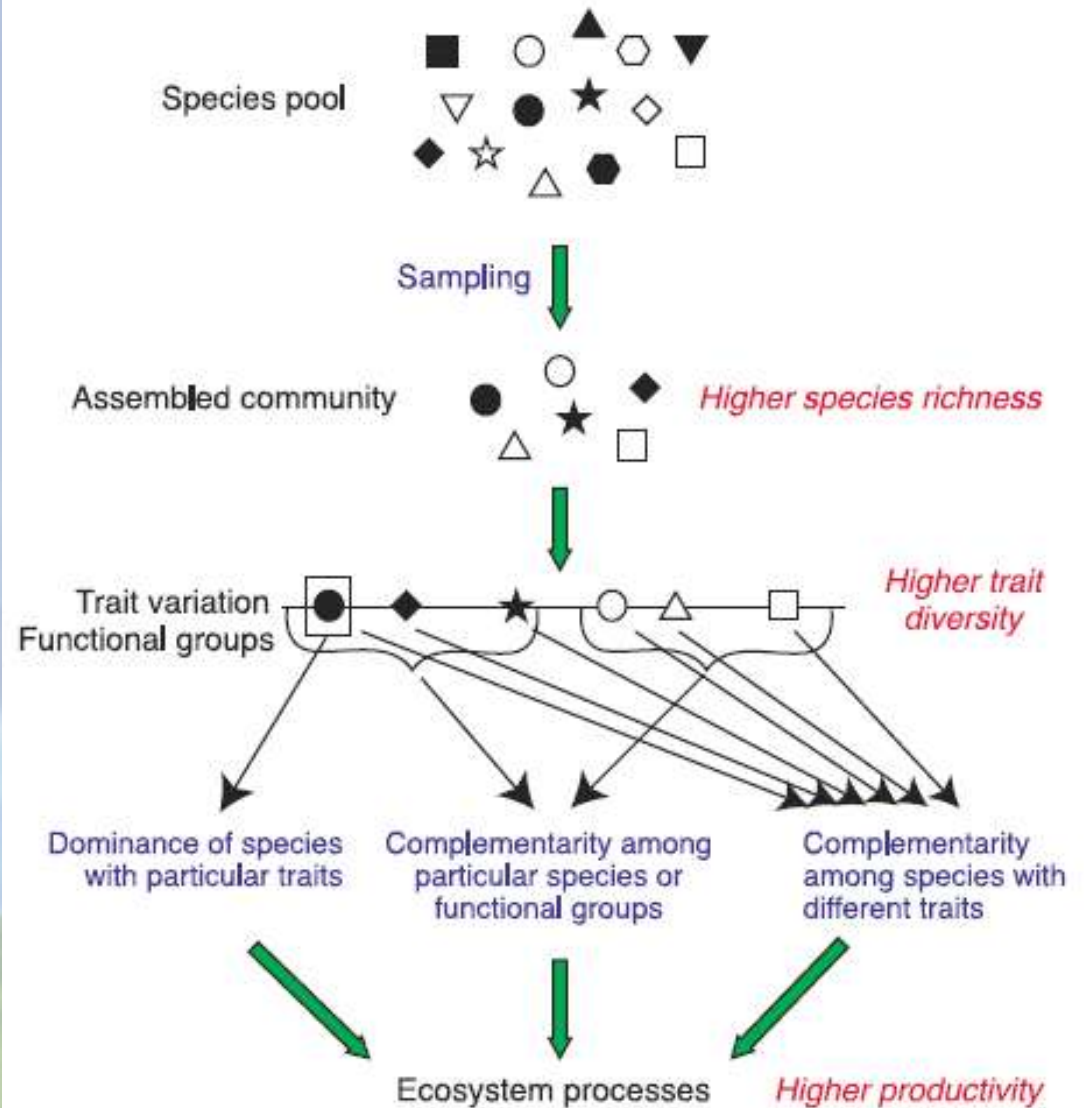 Species pool
Sampling
Assembled community
Higher species richness
Trait variation
Functional groups
Higher trait
diversity
Dominance of species
with particular traits
Complementarity among
particular species or
functional groups
Complementarity
among species with
different traits
Ecosystem processes
Higher productivity